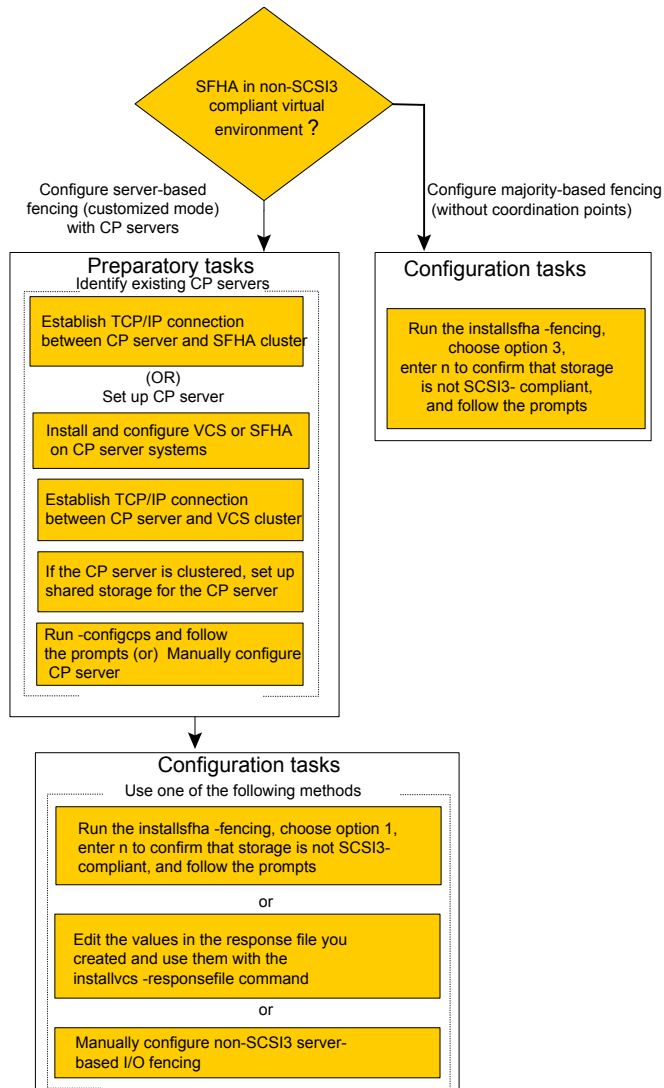 SFHA in non-SCSI3
compliant virtual
environment ?
Configure server-based
fencing (customized mode)
with CP servers
Configure majority-based fencing
(without coordination points)
Preparatory tasks
Identify existing CP servers
Establish TCP/IP connection
between CP server and SFHA cluster
(OR)
Set up CP server
Install and configure VCS or SFHA
on CP server systems
Establish TCP/IP connection
between CP server and VCS cluster
If the CP server is clustered, set up
shared storage for the CP server
Run -configcps and follow
the prompts (or) Manually configure
CP server
Configuration tasks
Run the installsfha -fencing,
choose option 3,
enter n to confirm that storage
is not SCSI3- compliant,
and follow the prompts
Configuration tasks
Use one of the following methods
Run the installsfha -fencing, choose option 1,
enter n to confirm that storage is not SCSI3-
compliant, and follow the prompts
or
Edit the values in the response file you
created and use them with the
installvcs -responsefile command
or
Manually configure non-SCSI3 server-
based I/O fencing